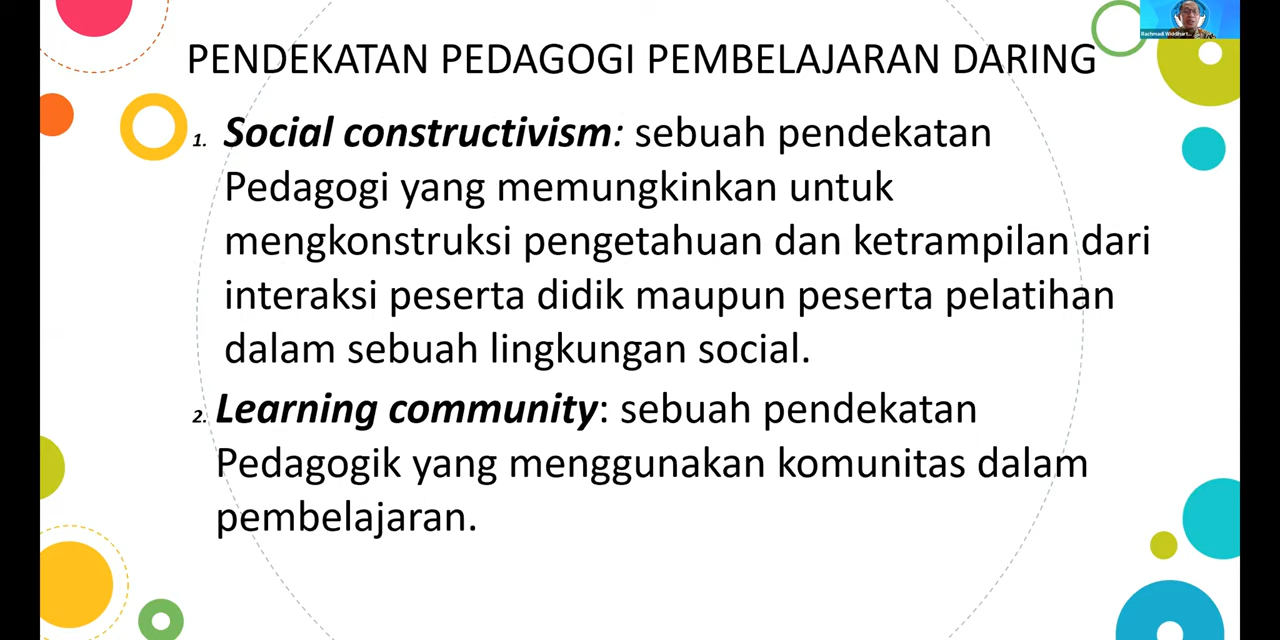 Rachmadi Widdihart...
PENDEKATAN PEDAGOGI PEMBELAJARAN DARING
1. Social constructivism: sebuah pendekatan
Pedagogi yang memungkinkan untuk
mengkonstruksi pengetahuan dan ketrampilan dari
interaksi peserta didik maupun peserta pelatihan
dalam sebuah lingkungan social.
2. Learning community: sebuah pendekatan
Pedagogik yang menggunakan komunitas dalam
pembelajaran.